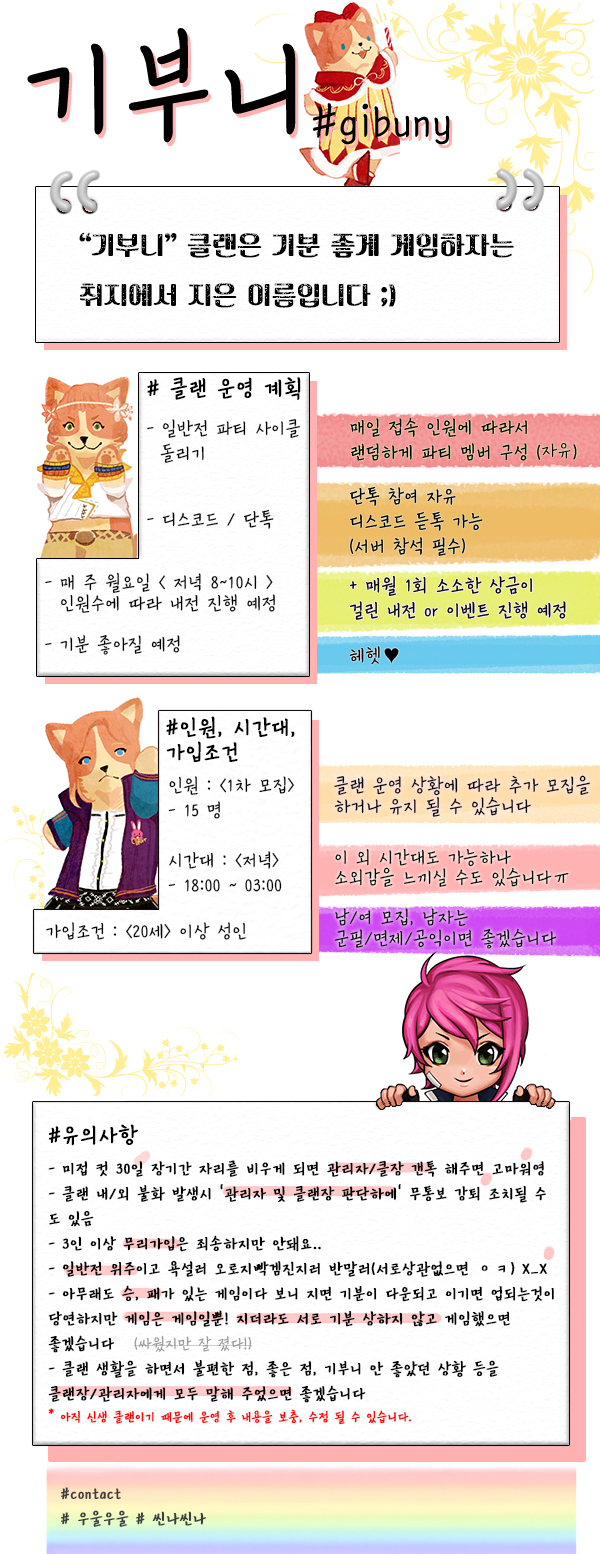 기부니
#gibuny
“기부니” 클랜은 기분 좋게 게임하자는
취지에서 지은 이름입니다 ;)
# 클랜 운영 계획
- 일반전 파티 사이클
돌리기
매일 접속 인원에 따라서
랜덤하게 파티 멤버 구성 (자유)
- 디스코드 / 단톡
단톡 참여 자유
디스코드 듣톡 가능
(서버 참석 필수)
- 매 주 월요일 < 저녁 8~10시 >
인원수에 따라 내전 진행 예정
+ 매월 1회 소소한 상금이
걸린 내전 or 이벤트 진행 예정
- 기분 좋아질 예정
헤헷♥
#인원, 시간대,
가입조건
인원 : <1차 모집>
- 15 명
클랜 운영 상황에 따라 추가 모집을
하거나 유지 될 수 있습니다
시간대 : <저녁>
- 18:00 ~ 03:00
이 외 시간대도 가능하나
소외감을 느끼실 수도 있습니다ㅠ
가입조건 : <20세> 이상 성인
남/여 모집, 남자는
군필/면제/공익이면 좋겠습니다
#유의사항
- 미접 컷 30일 장기간 자리를 비우게 되면 관리자/클장 갠톡 해주면 고마워영
- 클랜 내/외 불화 발생시 '관리자 및 클랜장 판단하에' 무통보 강퇴 조치될 수
도 있음
- 3인 이상 무리가입은 죄송하지만 안돼요..
- 일반전 위주이고 욕설러 오로지빡겜진지러 반말러(서로상관없으면 ㅇㅋ) X_X
- 아무래도 승, 패가 있는 게임이다 보니 지면 기분이 다운되고 이기면 업되는것이
당연하지만 게임은 게임일뿐! 지더라도 서로 기분 상하지 않고 게임했으면
좋겠습니다 (싸웠지만 잘 졌다!)
- 클랜 생활을 하면서 불편한 점, 좋은 점, 기부니 안 좋았던 상황 등을
클랜장/관리자에게 모두 말해 주었으면 좋겠습니다
* 아직 신생 클랜이기 때문에 운영 후 내용을 보충, 수정 될 수 있습니다.
#contact
# 우울우울 # 씬나씬나